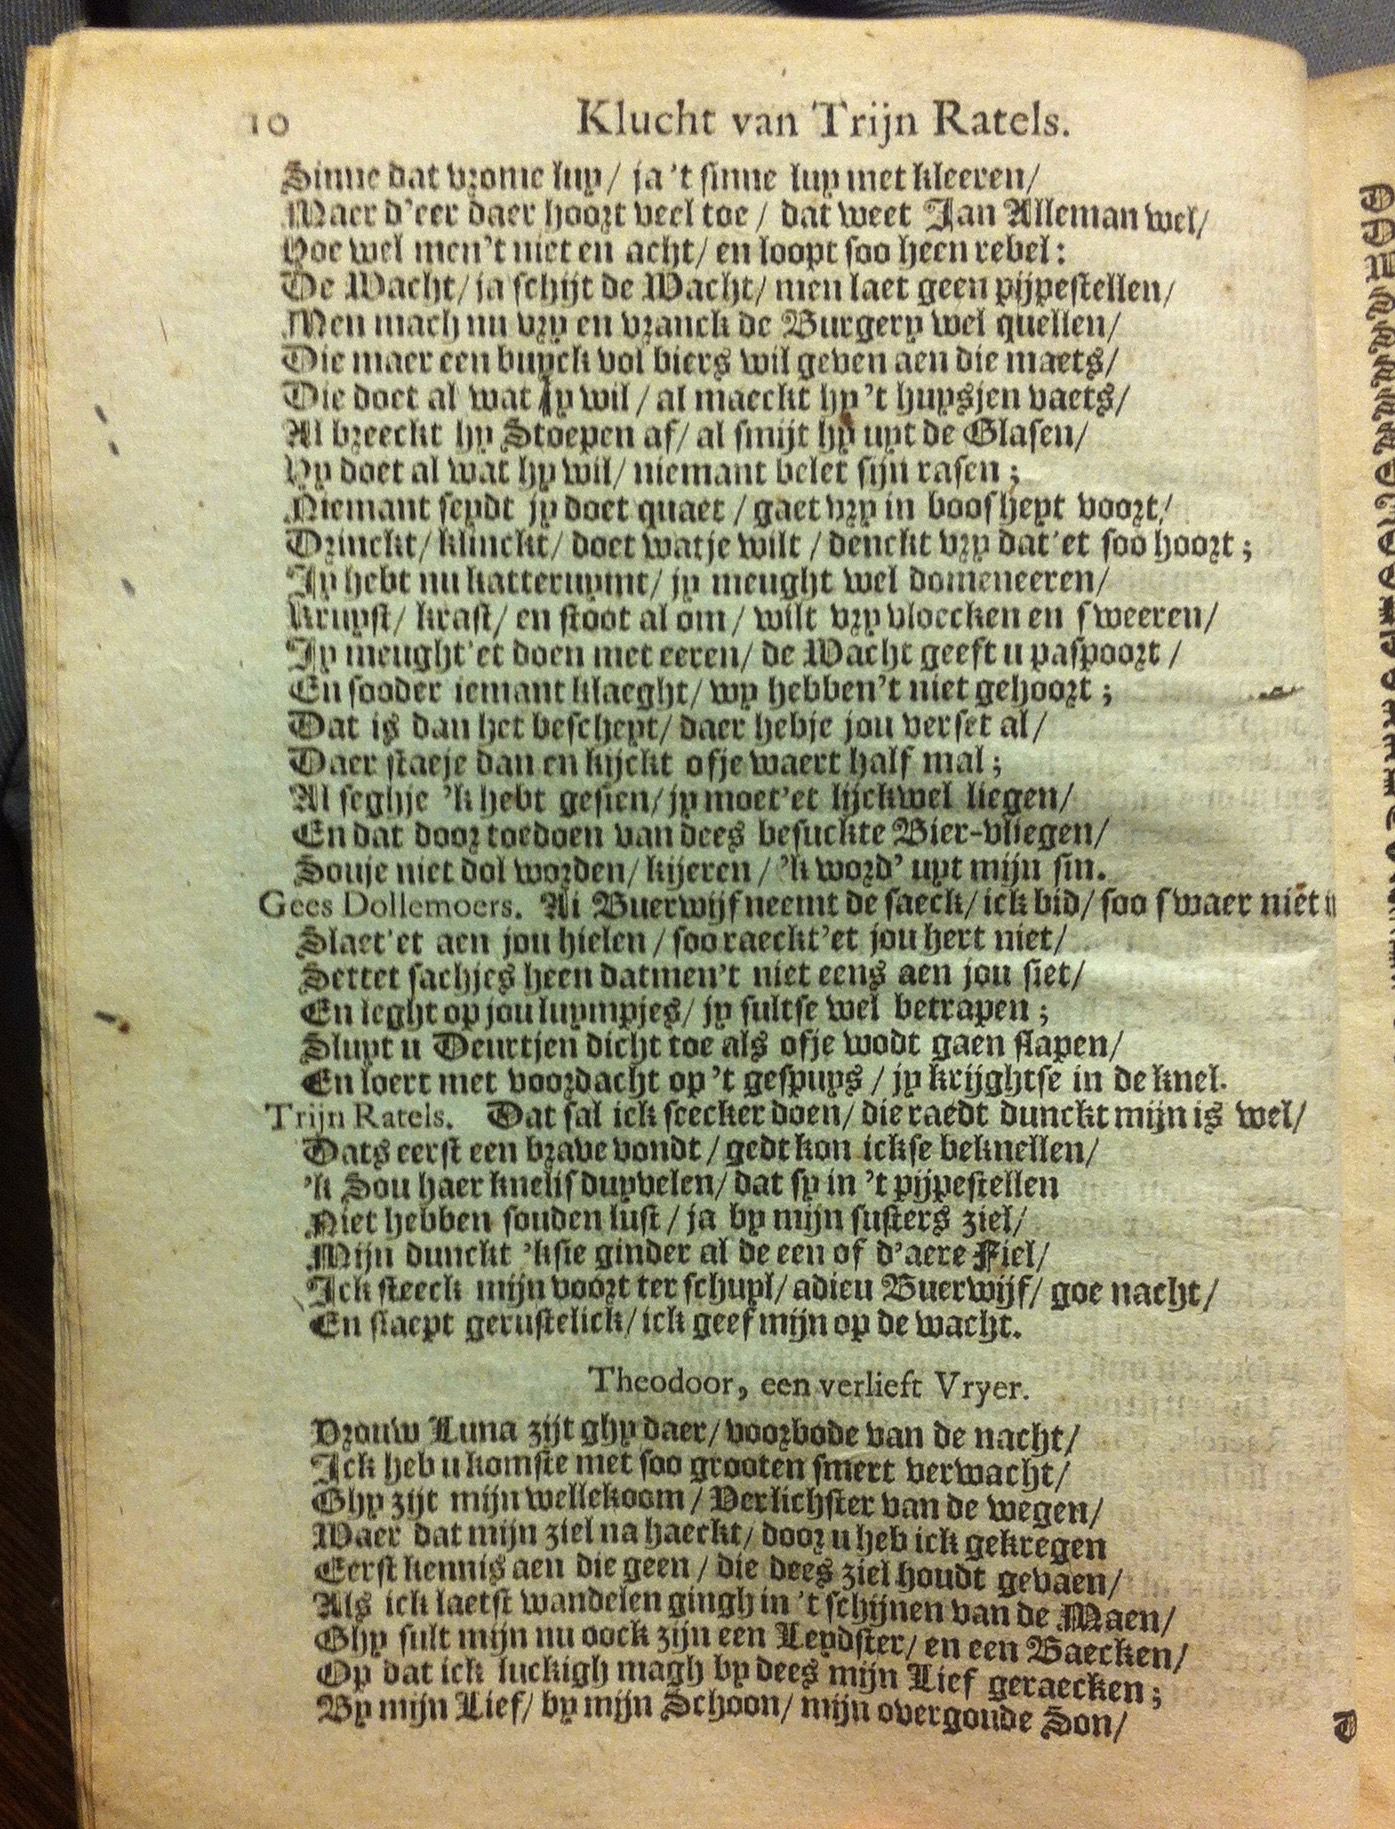 10 Klucht van Trijn Ratels.
Sinne dat vrome luy / ja 't sinne luy met kleeren /
Maer d'eer daer hoort veel toe / dat weet Jan Alleman wel /
Hoe wel men't niet en acht / en loopt soo heen rebel :
De Wacht / ja schijt de Wacht / men laet geen pijpestellen /
Men mach nu vry en vranck de Burgery wel quellen /
Die maer een buyck vol biers wil geven aen die maets /
Die doet al wat jy wil / al maeckt hy 't huysjen vaets /
Al breeckt hy Stoepen af / al smijt hy uyt de Glasen /
Hy doet al wat hy wil / niemant belet sijn rasen ;
Niemant seydt jy doet quaet / gaet vry in boosheyt voort /
Drinckt / klinckt / doet watje wilt / denckt vry dat'et soo hoort ;
Jy hebt nu katteruymt / jy meught wel domeneeren /
Kruyst / krast / en stoot al om / wilt vry vloecken en sweeren /
Jy meught'et doen met eeren / de Wacht geeft u paspoort /
En sooder iemant klaeght / wy hebben't niet gehoort ;
Dat is dan het bescheyt / daer hebje jou verset al /
Daer staeje dan en kijckt ofje waert half mal ;
Al seghje 'k hebt gesien / jy moet'et lijckwel liegen /
En dat door toedoen van dees besuckte Bier-vliegen /
Souje niet dol worden / kijeren / 'k word' uyt mijn sin.
Gees Dollemoers. Ai Buerwijf neemt de saeck / ick bid / soo swaer niet
Slaet'et aen jou hielen / soo raeckt'et jou hert niet /
Settet sachjes heen datmen't niet eens aen jou siet /
En leght op jou luympjes / jy sultse wel betrapen ;
Sluyt u Deurtjen dicht toe als ofje wodt gaen slapen /
En loert met voordacht op 't gespuys / jy krijghtse in de knel.
Trijn Ratels. Dat sal ick seecker doen / die raedt dunckt mijn is wel /
Dats eerst een brave vondt / gedt kon ickse beknellen /
'k Sou haer knelis duyvelen / dat sy in 't pijpestellen
Niet hebben souden lust / ja by mijn susters ziel /
Mijn dunckt 'ksie ginder al de een of d'aere Fiel /
Ick steeck mijn voort ter schuyl / adieu Buerwijf / goe nacht /
En slaept gerustelick / ick geef mijn op de wacht.
Theodoor, een verlieft Vryer.
Vrouw Luna zijt ghy daer / voorbode van de nacht /
Ick heb u komste met soo grooten smert verwacht /
Ghy zijt mijn wellekoom / Verlichster van de wegen /
Waer dat mijn ziel na haeckt / door u heb ick gekregen
Eerst kennis aen die geen / die dees ziel houdt gevaen /
Als ick laetst wandelen gingh in 't schijnen van de Maen /
Ghy sult mijn nu oock zijn een Leydster / en een Baecken /
Op dat ick luckigh magh by dees mijn Lief geraecken ;
By mijn Lief / by mijn Schoon / mijn overgoude Son /